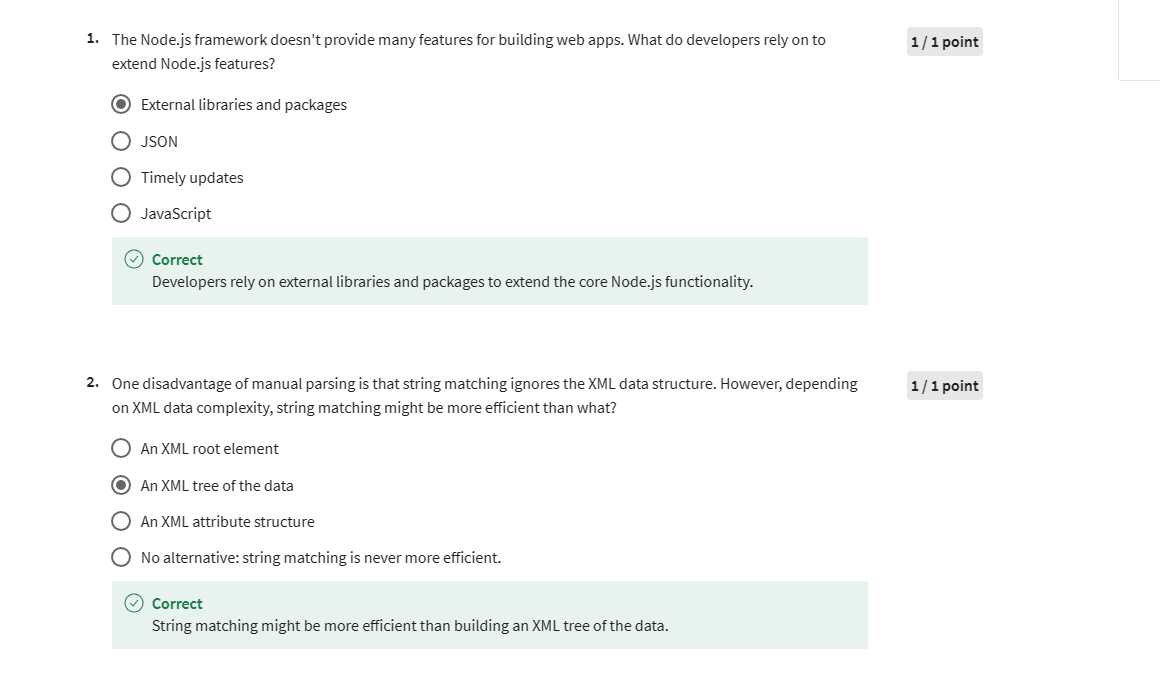 1. The Node.js framework doesn't provide many features for building web apps. What do developers rely on to
extend Node.js features?
1 / 1 point
External libraries and packages
JSON
Timely updates
JavaScript
Correct
Developers rely on external libraries and packages to extend the core Node.js functionality.
2. One disadvantage of manual parsing is that string matching ignores the XML data structure. However, depending
on XML data complexity, string matching might be more efficient than what?
1 / 1 point
An XML root element
An XML tree of the data
An XML attribute structure
No alternative: string matching is never more efficient.
Correct
String matching might be more efficient than building an XML tree of the data.